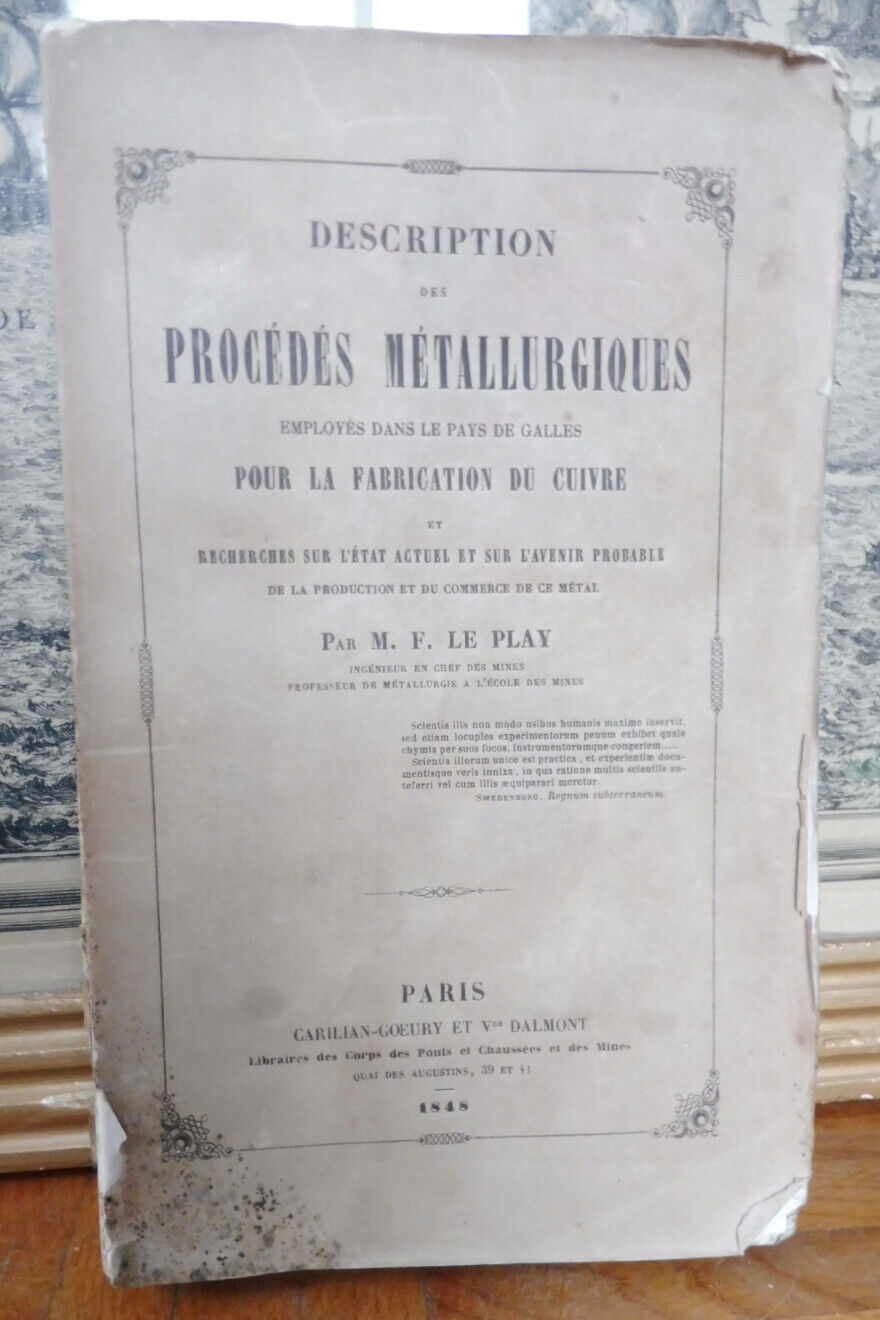 DE
DESCRIPTION
DES
PROCÉDÉS MÉTALLURGIQUES
EMPLOYÉS DANS LE PAYS DE GALLES
POUR LA FABRICATION DU CUIVRE
ET
RECHERCHES SUR L'ÉTAT ACTUEL ET SUR L'AVENIR PROBABLE
DE LA PRODUCTION ET DU COMMERCE DE CE MÉTAL
PAR M. F. LE PLAY
INGÉNIEUR EN CHEF DES MINES
PROFESSEUR DE MÉTALLURGIE A L'ÉCOLE DES MINES
Scientia illa non modo usibus humanis maxime inservit,
sed etiam locuples experimentorum penum exhibet quale
chymia per suos focos, instrumentorumque congeriem.....
Scientia illorum unice est practica, et experientiæ docu-
mentisque veris innixa, in qua ratione multis scientiis an-
teferri vel cum illis æquiparari meretur.
SWEDENBORG, Regnum subterraneum.
PARIS
CARILIAN-GOEURY ET Vor DALMONT
Libraires des Corps des Ponts et Chaussées et des Mines
QUAI DES AUGUSTINS, 39 ET 41
1848